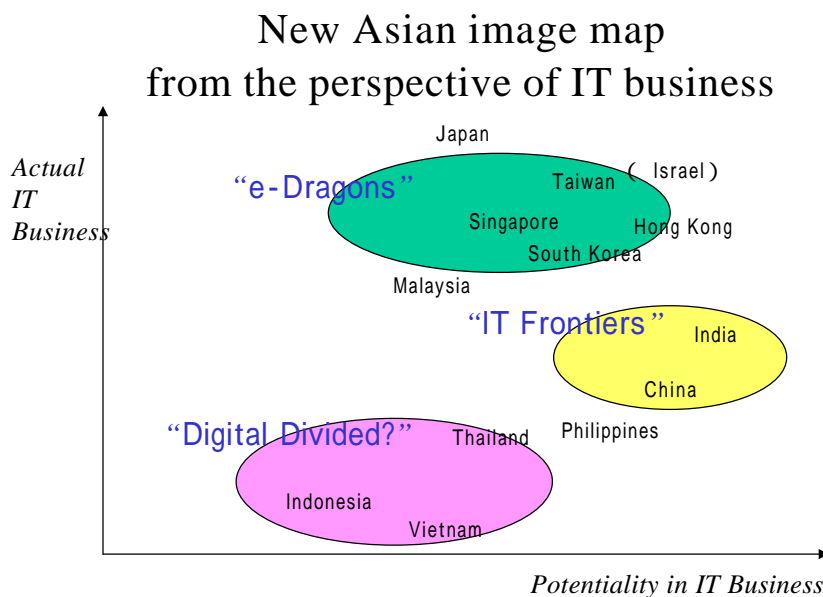 New Asian image map
from the perspective of IT business
Actual
IT
Business
Japan
“e-Dragons”
Taiwan
( Israel)
Singapore
Hong Kong
South Korea
Malaysia
“IT Frontiers”
India
China
“Digital Divided?”
Thailand
Philippines
Indonesia
Vietnam
Potentiality in IT Business